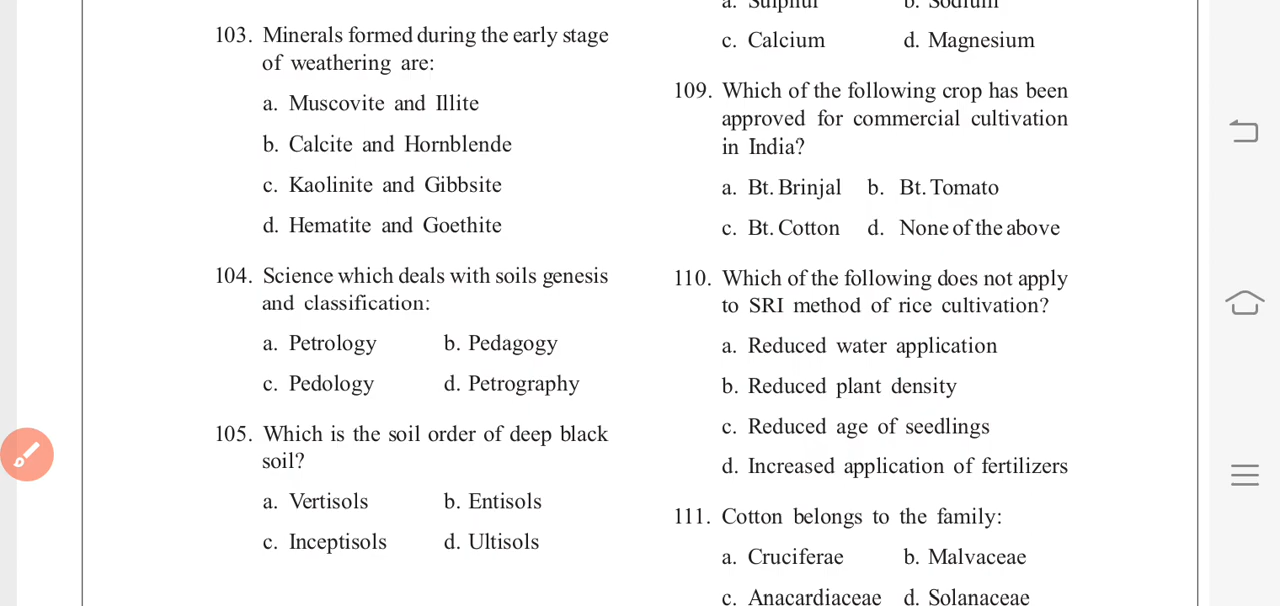 103. Minerals formed during the early stage
of weathering are:
a. Muscovite and Illite
b. Calcite and Hornblende
c. Kaolinite and Gibbsite
d. Hematite and Goethite
104. Science which deals with soils genesis
and classification:
a. Petrology b. Pedagogy
c. Pedology d. Petrography
105. Which is the soil order of deep black
soil?
a. Vertisols b. Entisols
c. Inceptisols d. Ultisols
a. Sulphur b. Sodium
c. Calcium d. Magnesium
109. Which of the following crop has been
approved for commercial cultivation
in India?
a. Bt. Brinjal b. Bt. Tomato
c. Bt. Cotton d. None of the above
110. Which of the following does not apply
to SRI method of rice cultivation?
a. Reduced water application
b. Reduced plant density
c. Reduced age of seedlings
d. Increased application of fertilizers
111. Cotton belongs to the family:
a. Cruciferae b. Malvaceae
c. Anacardiaceae d. Solanaceae